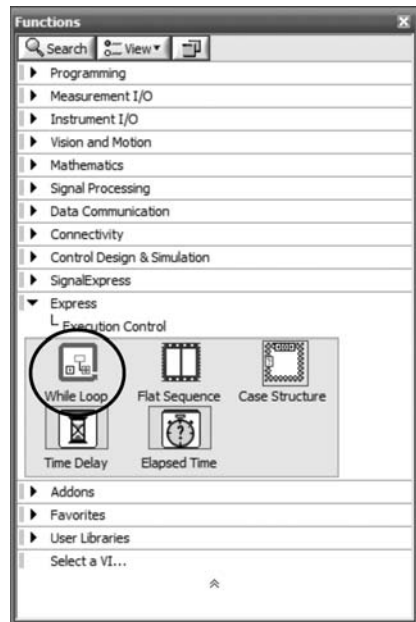 Functions
Search View
Programming
Measurement I/O
Instrument I/O
Vision and Motion
Mathematics
Signal Processing
Data Communication
Connectivity
Control Design & Simulation
SignalExpress
Express
Execution Control
While Loop Flat Sequence Case Structure
Time Delay Elapsed Time
Addons
Favorites
User Libraries
Select a VI...